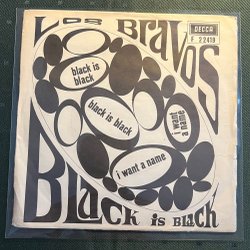 Los Bravos
DECCA
F 22419
black is
black
black is black
i want
a name
i want a name
Black is Black